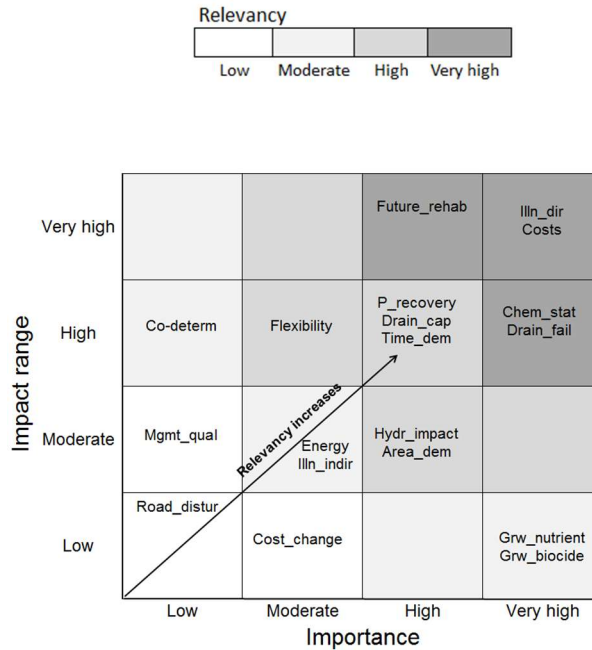 Relevancy
Low Moderate High Very high
Very high
Future_rehab
Illn_dir
Costs
Impact range
High
Co-determ
Flexibility
P_recovery
Drain_cap
Time_dem
Chem_stat
Drain_fail
Relevancy increases
Moderate
Mgmt_qual
Energy
Illn_indir
Hydr_impact
Area_dem
Low
Road_distur
Cost_change
Grw_nutrient
Grw_biocide
Low Moderate High Very high
Importance